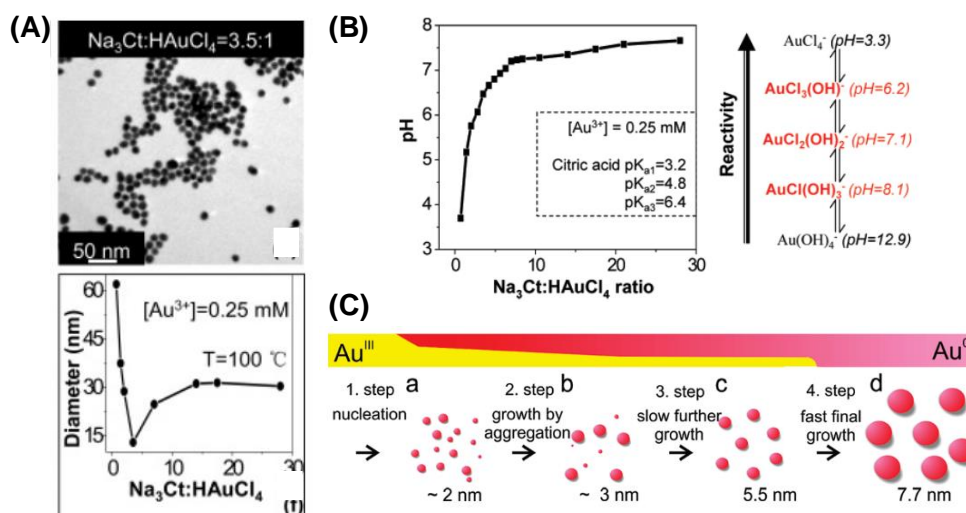 (A)
Na₃Ct:HAuCl₄=3.5:1
50 nm
60
45
30
15
Diameter (nm)
[Au³⁺]=0.25 mM
T=100 ℃
0
10
20
30
Na₃Ct:HAuCl₄
(f)
(B)
8
7
6
5
4
3
pH
[Au³⁺] = 0.25 mM
Citric acid pKₐ₁=3.2
pKₐ₂=4.8
pKₐ₃=6.4
0
10
20
30
Na₃Ct:HAuCl₄ ratio
Reactivity
AuCl₄⁻ (pH=3.3)
AuCl₃(OH)⁻ (pH=6.2)
AuCl₂(OH)₂⁻ (pH=7.1)
AuCl(OH)₃⁻ (pH=8.1)
Au(OH)₄⁻ (pH=12.9)
(C)
Auᴵᴵᴵ
Au⁰
1. step
nucleation
a
~ 2 nm
2. step
growth by
aggregation
b
~ 3 nm
3. step
slow further
growth
c
5.5 nm
4. step
fast final
growth
d
7.7 nm